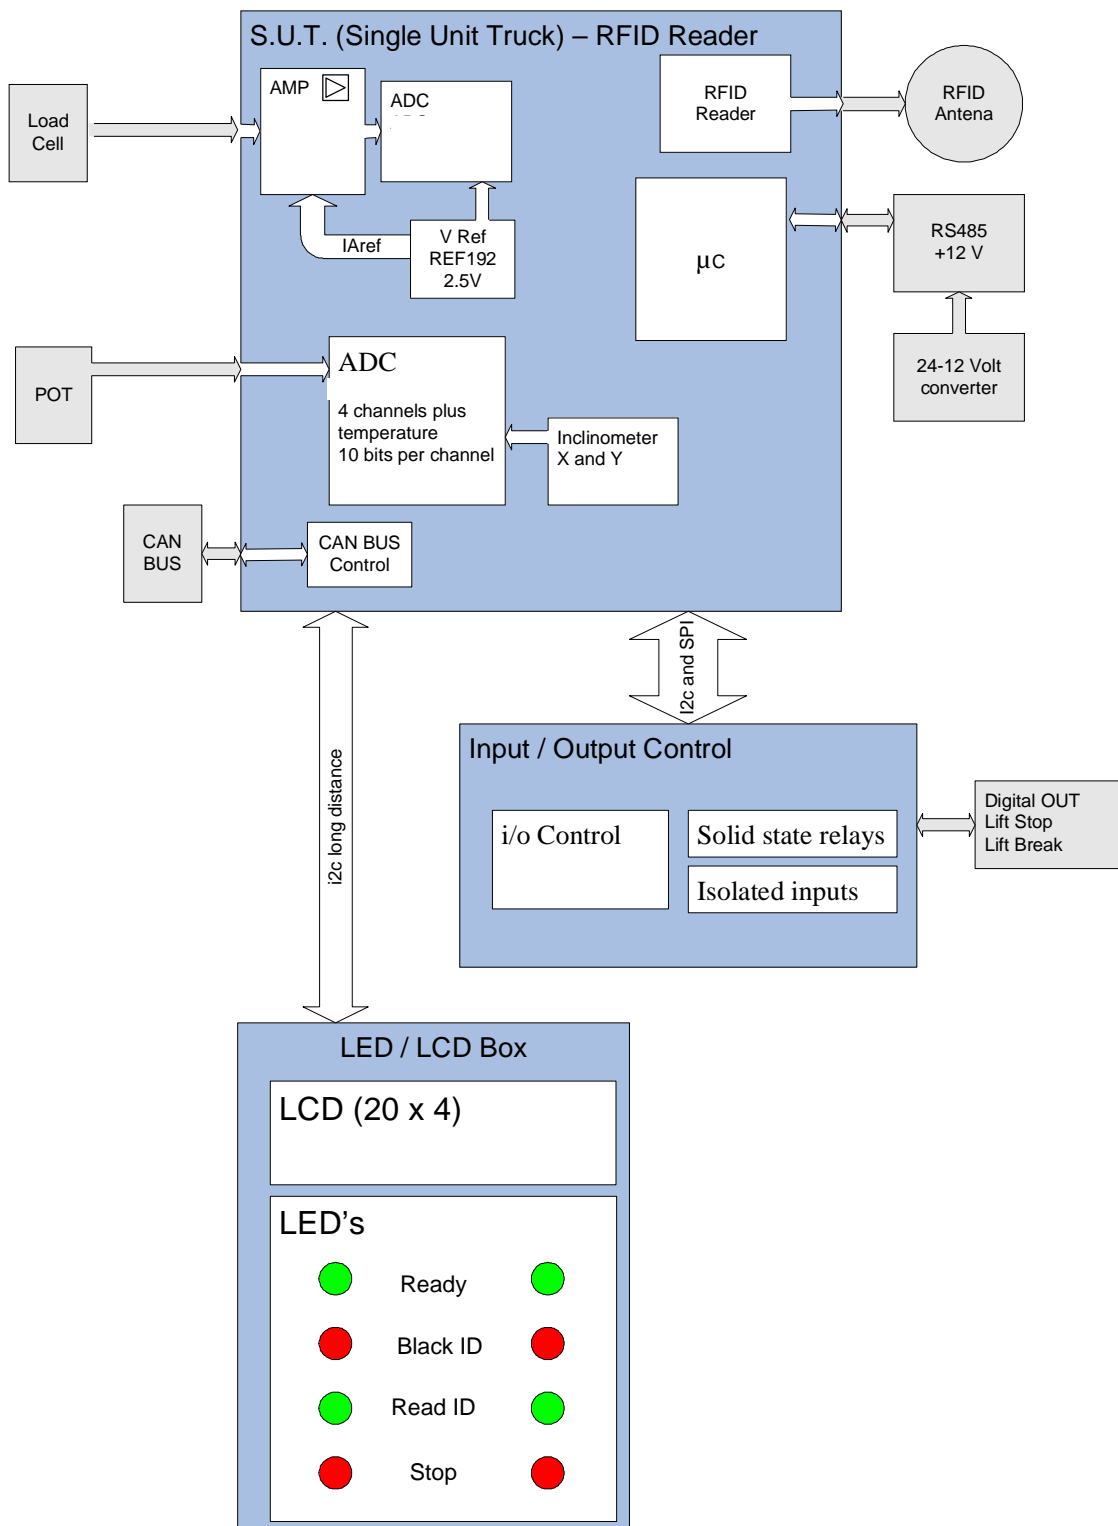 S.U.T. (Single Unit Truck) – RFID Reader
AMP
ADC
RFID
Reader
RFID
Antena
Load
Cell
IAref
V Ref
REF192
2.5V
µC
RS485
+12 V
24-12 Volt
converter
POT
ADC
4 channels plus
temperature
10 bits per channel
Inclinometer
X and Y
CAN
BUS
CAN BUS
Control
i2c long distance
I2c and SPI
Input / Output Control
i/o Control
Solid state relays
Isolated inputs
Digital OUT
Lift Stop
Lift Break
LED / LCD Box
LCD (20 x 4)
LED's
Ready
Black ID
Read ID
Stop